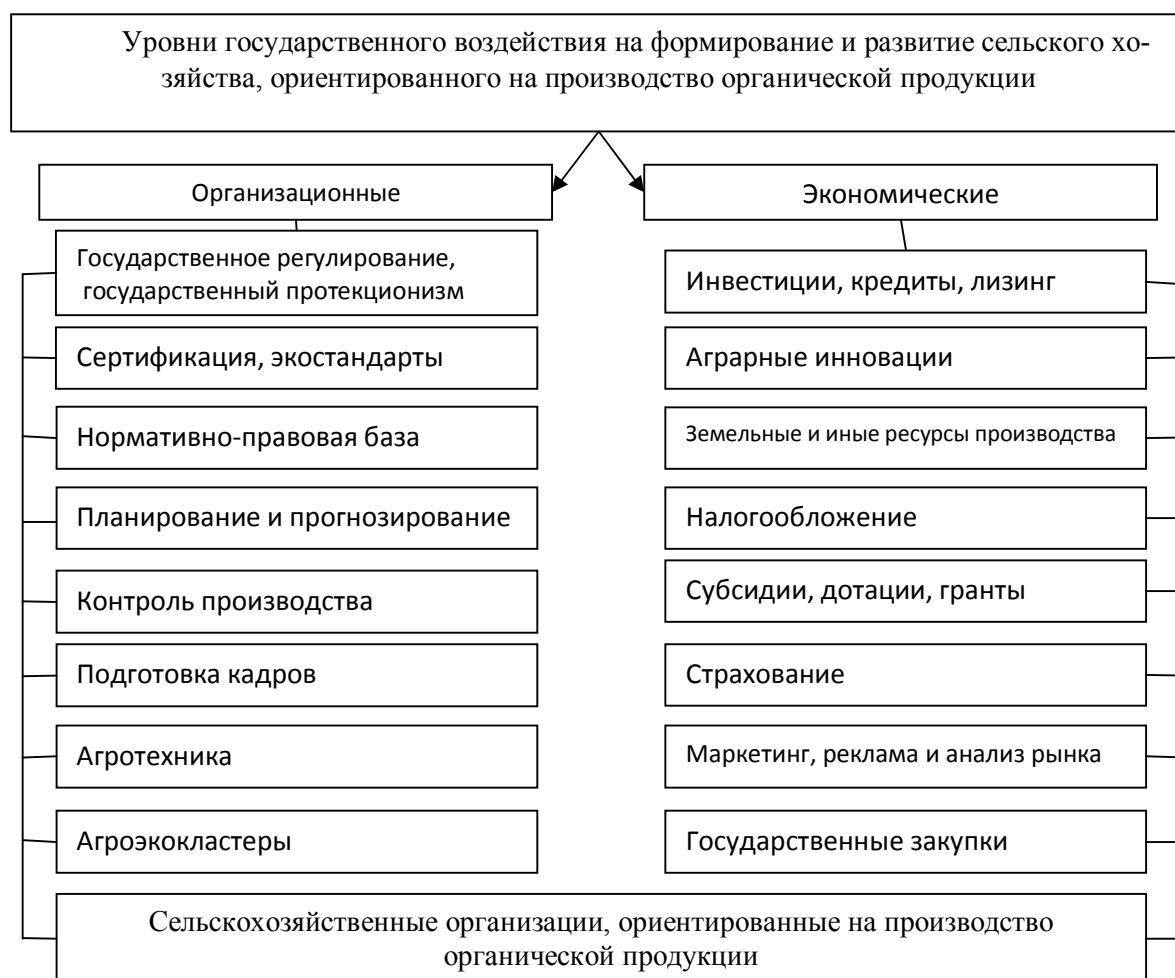 Уровни государственного воздействия на формирование и развитие сельского хо-
зяйства, ориентированного на производство органической продукции
Организационные
Экономические
Государственное регулирование,
государственный протекционизм
Инвестиции, кредиты, лизинг
Сертификация, экостандарты
Аграрные инновации
Нормативно-правовая база
Земельные и иные ресурсы производства
Планирование и прогнозирование
Налогообложение
Контроль производства
Субсидии, дотации, гранты
Подготовка кадров
Страхование
Агротехника
Маркетинг, реклама и анализ рынка
Агроэкокластеры
Государственные закупки
Сельскохозяйственные организации, ориентированные на производство
органической продукции